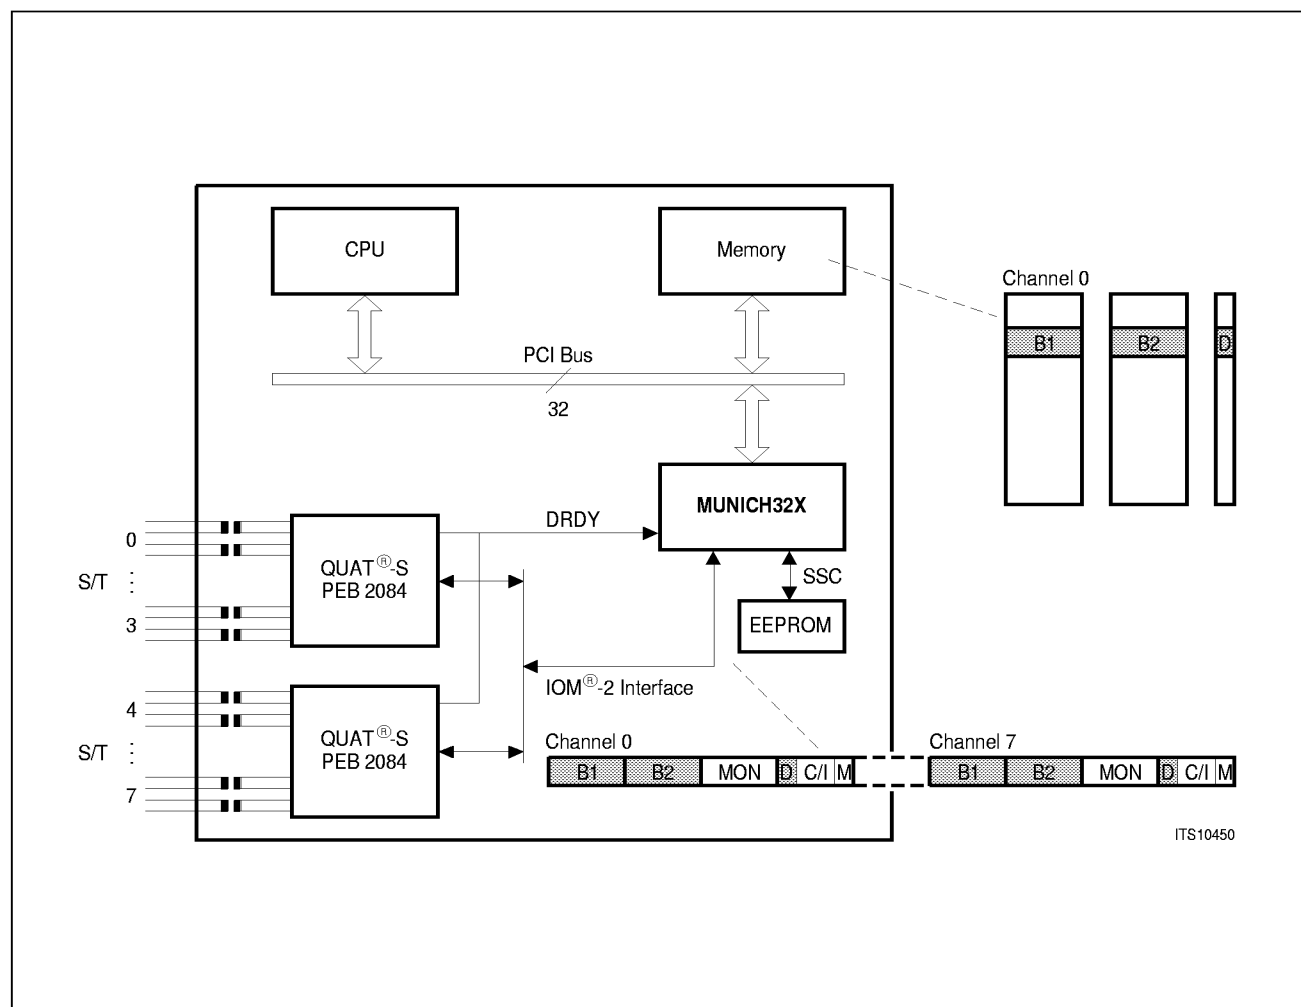 CPU
Memory
Channel 0
B1
B2
D
PCI Bus
32
MUNICH32X
DRDY
0
S/T
⋮
3
QUAT®-S
PEB 2084
SSC
EEPROM
IOM®-2 Interface
4
S/T
⋮
7
QUAT®-S
PEB 2084
Channel 0
B1 B2 MON D C/I M
Channel 7
B1 B2 MON D C/I M
ITS10450